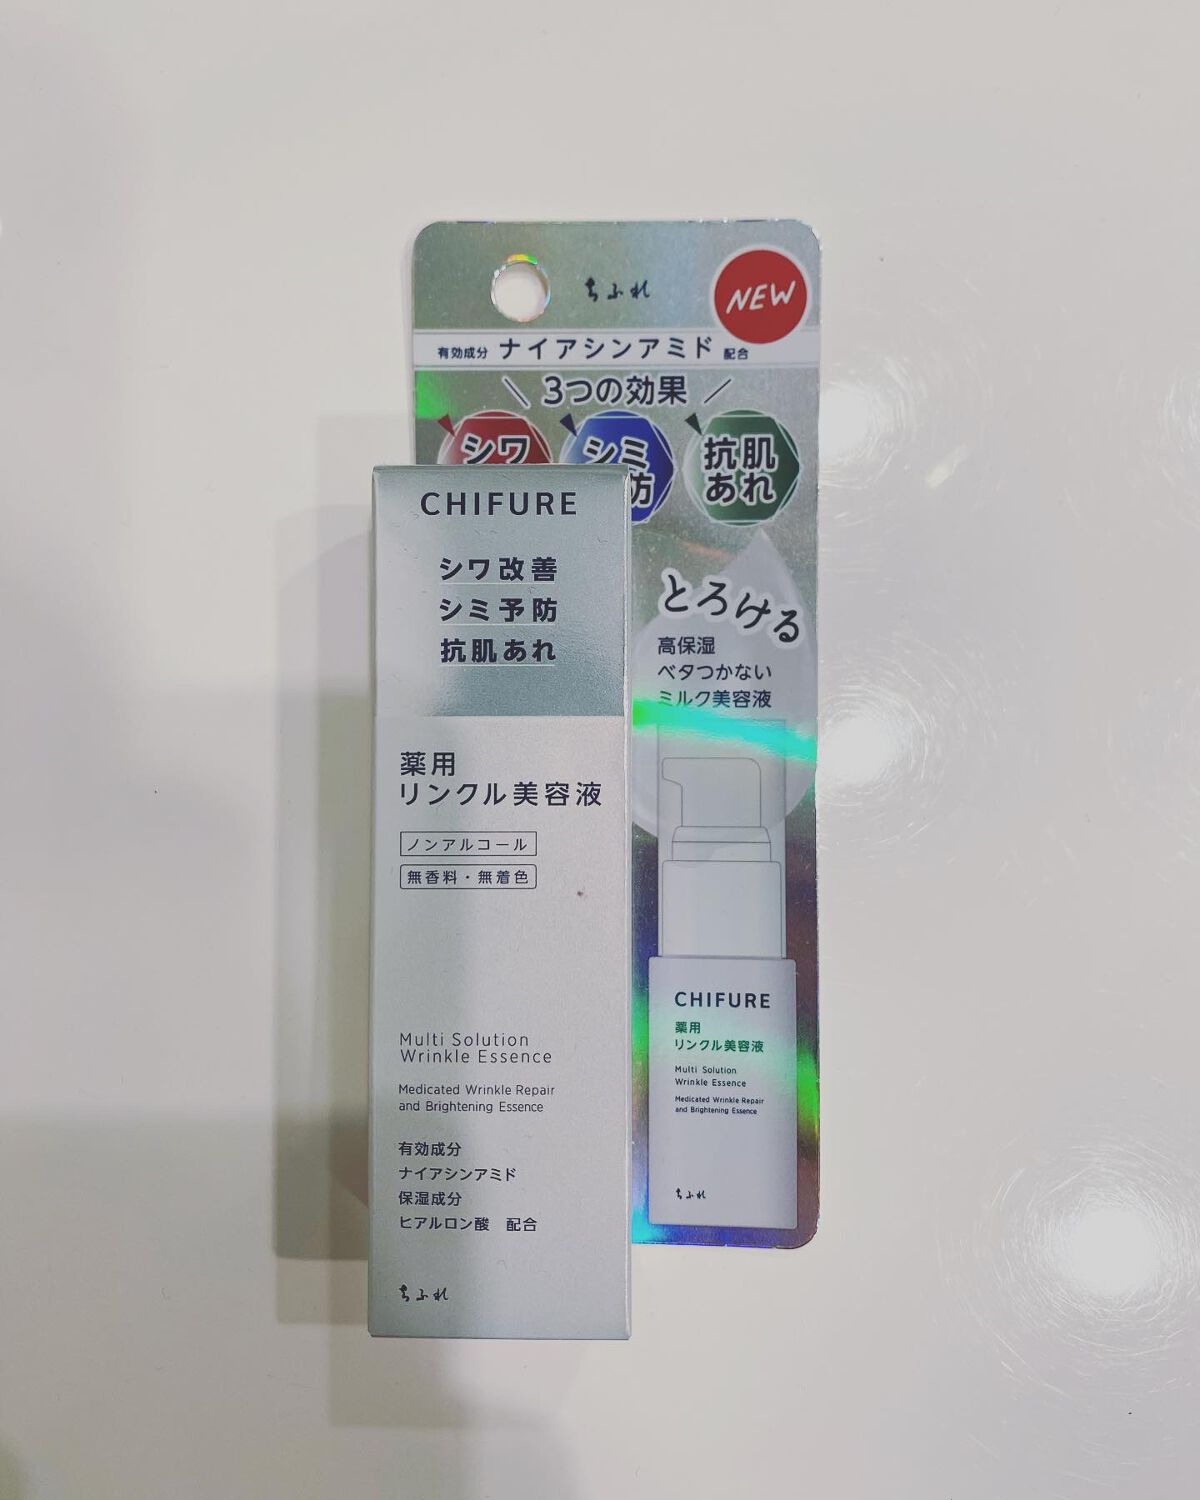 ちふれ
NEW
有効成分 ナイアシンアミド 配合
3つの効果
シワ
シミ
防
抗肌
あれ
とろける
高保湿
ベタつかない
ミルク美容液
CHIFURE
薬用
リンクル美容液
Multi Solution
Wrinkle Essence
Medicated Wrinkle Repair
and Brightening Essence
ちふれ
CHIFURE
シワ改善
シミ予防
抗肌あれ
薬用
リンクル美容液
ノンアルコール
無香料・無着色
Multi Solution
Wrinkle Essence
Medicated Wrinkle Repair
and Brightening Essence
有効成分
ナイアシンアミド
保湿成分
ヒアルロン酸 配合
ちふれ